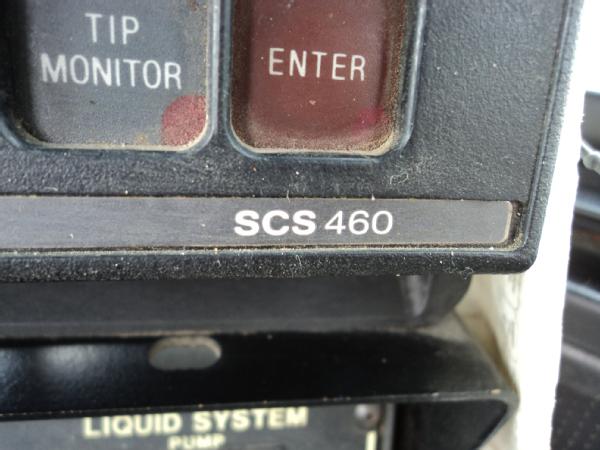 TIP
MONITOR
ENTER
SCS 460
LIQUID SYSTEM
PUMP